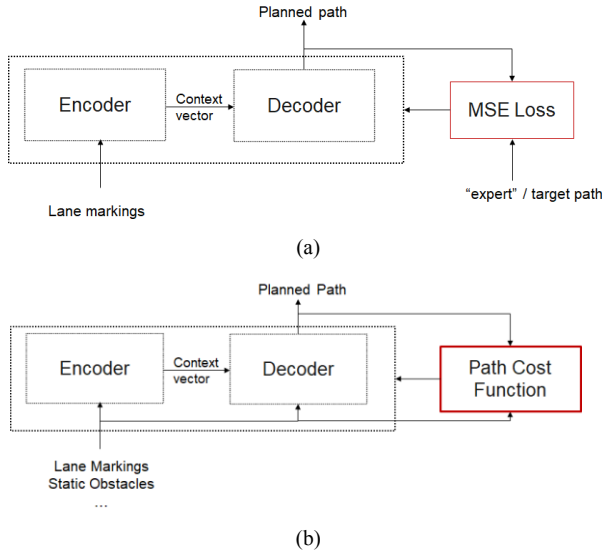 Planned path
Encoder
Context
vector
Decoder
MSE Loss
Lane markings
"expert" / target path
(a)
Planned Path
Encoder
Context
vector
Decoder
Path Cost
Function
Lane Markings
Static Obstacles
...
(b)